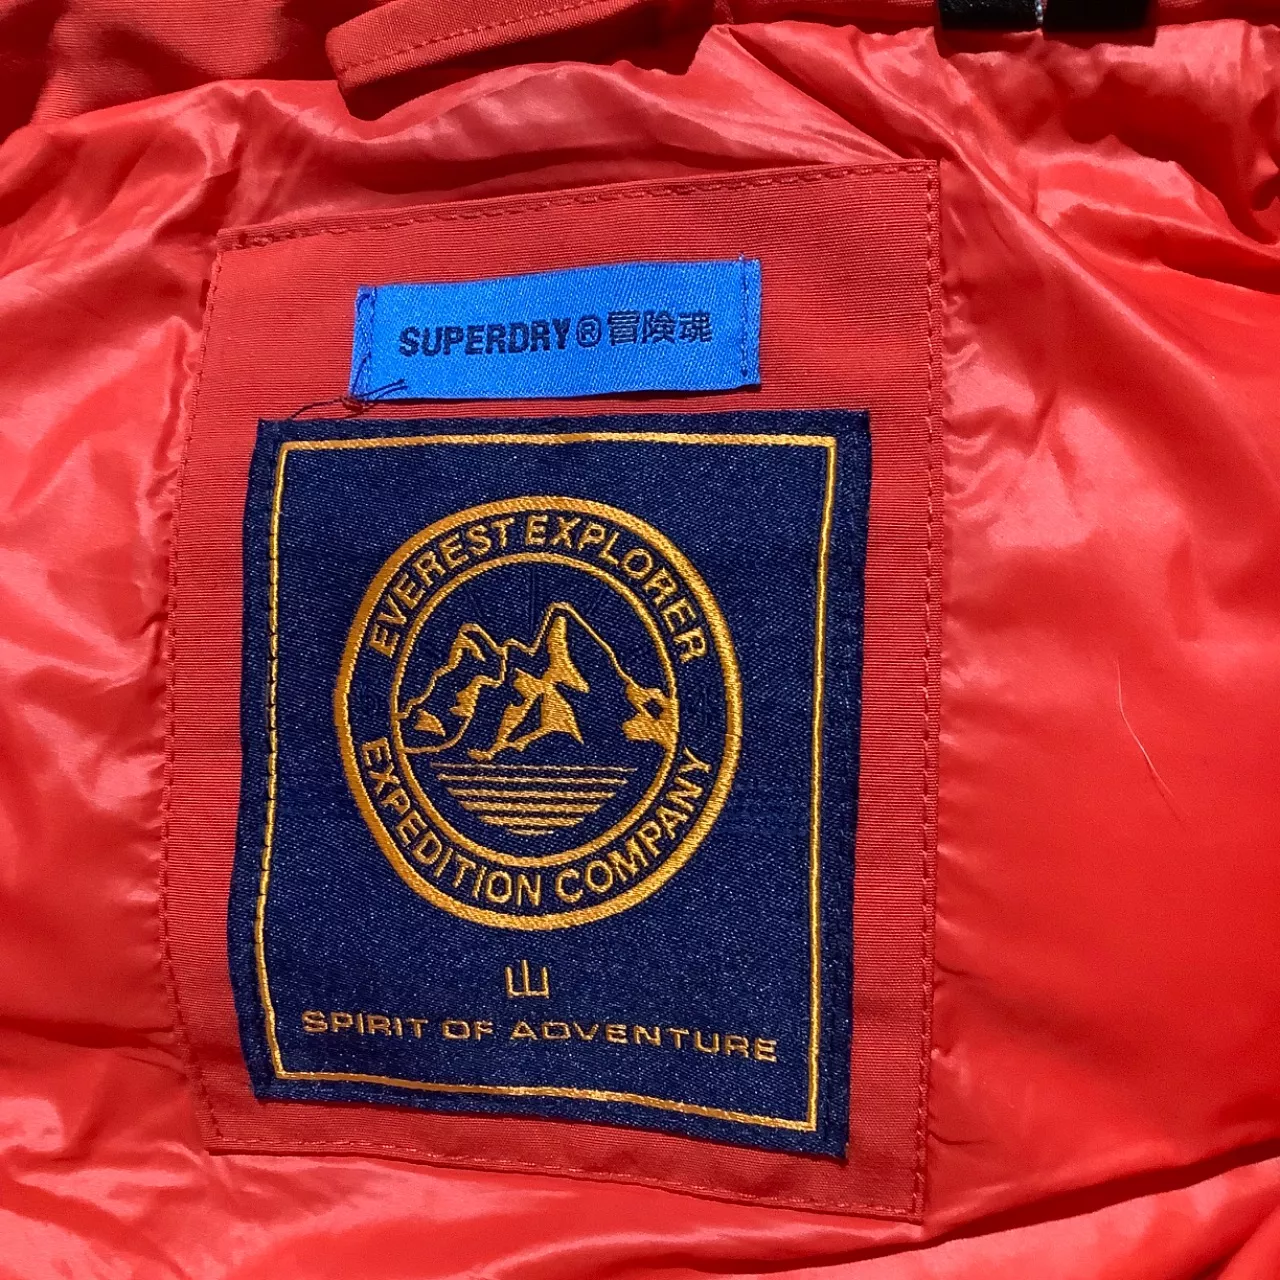 SUPERDRY®冒険魂
EVEREST EXPLORER
EXPEDITION COMPANY
山
SPIRIT OF ADVENTURE